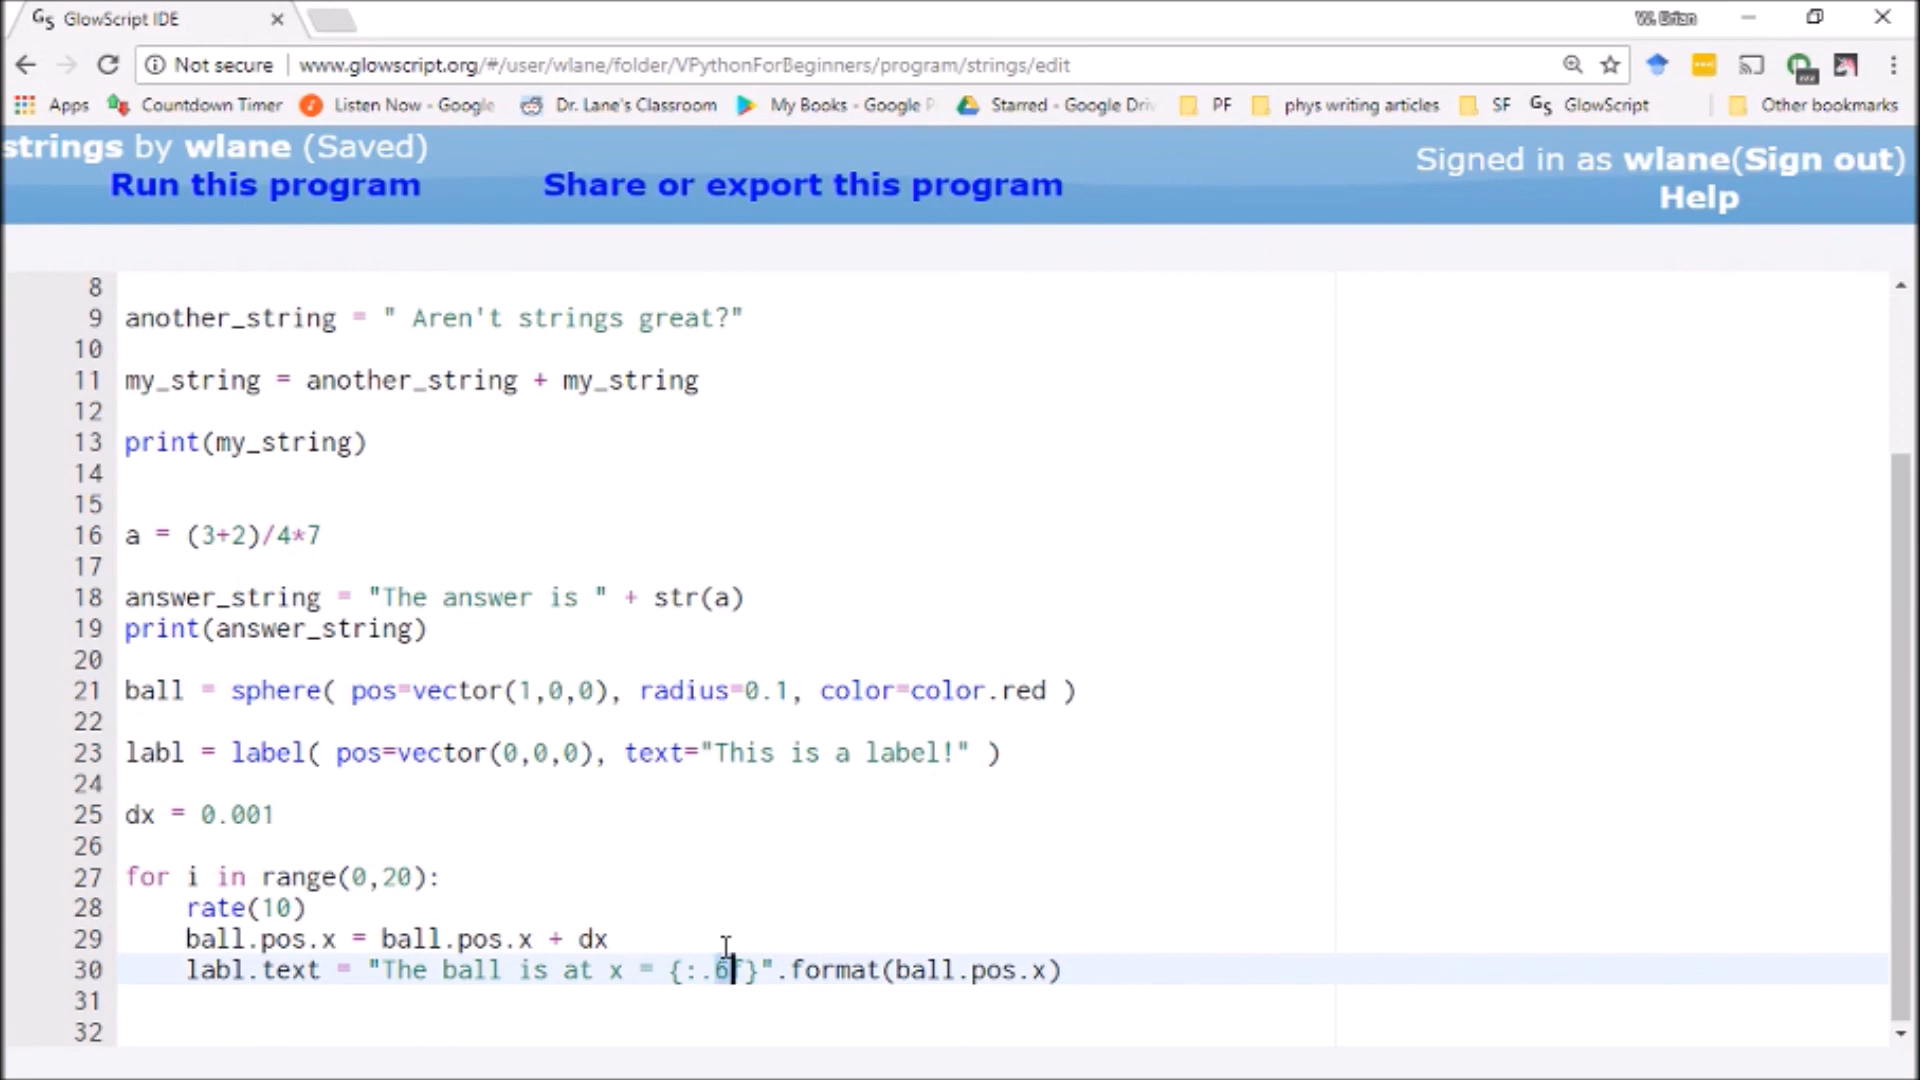 GS GlowScript IDE
W. Brian
Not secure www.glowscript.org/#/user/wlane/folder/VPythonForBeginners/program/strings/edit
Apps Countdown Timer Listen Now - Google Dr. Lane's Classroom My Books - Google P Starred - Google Driv PF phys writing articles SF GS GlowScript Other bookmarks
strings by wlane (Saved)
Signed in as wlane(Sign out)
Run this program Share or export this program
Help
8
9 another_string = " Aren't strings great?"
10
11 my_string = another_string + my_string
12
13 print(my_string)
14
15
16 a = (3+2)/4*7
17
18 answer_string = "The answer is " + str(a)
19 print(answer_string)
20
21 ball = sphere( pos=vector(1,0,0), radius=0.1, color=color.red )
22
23 labl = label( pos=vector(0,0,0), text="This is a label!" )
24
25 dx = 0.001
26
27 for i in range(0,20):
28 rate(10)
29 ball.pos.x = ball.pos.x + dx
30 labl.text = "The ball is at x = {:.6f}".format(ball.pos.x)
31
32